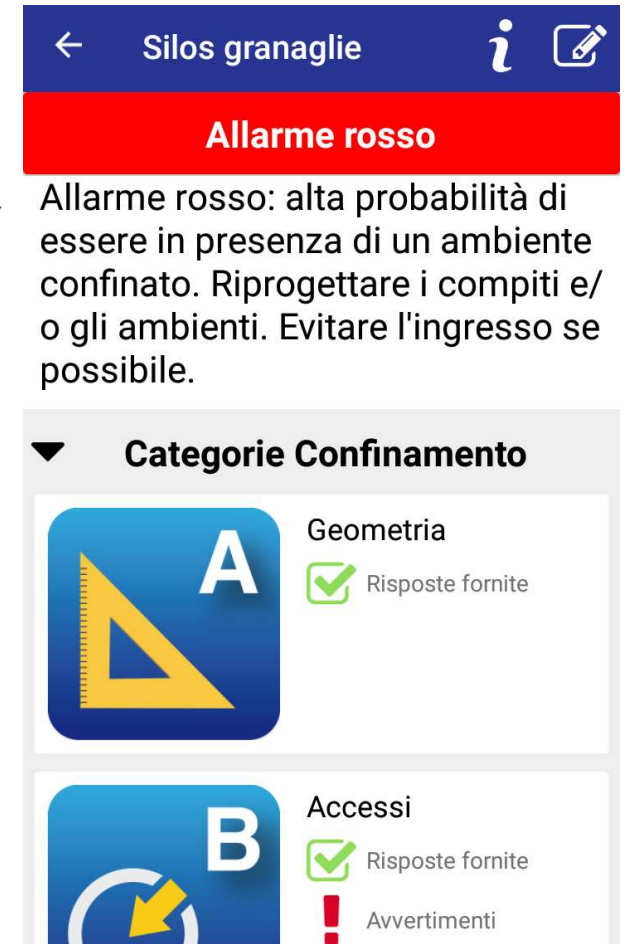 Silos granaglie
Allarme rosso
Allarme rosso: alta probabilità di
essere in presenza di un ambiente
confinato. Riprogettare i compiti e/
o gli ambienti. Evitare l'ingresso se
possibile.
Categorie Confinamento
A
Geometria
Risposte fornite
B
Accessi
Risposte fornite
Avvertimenti